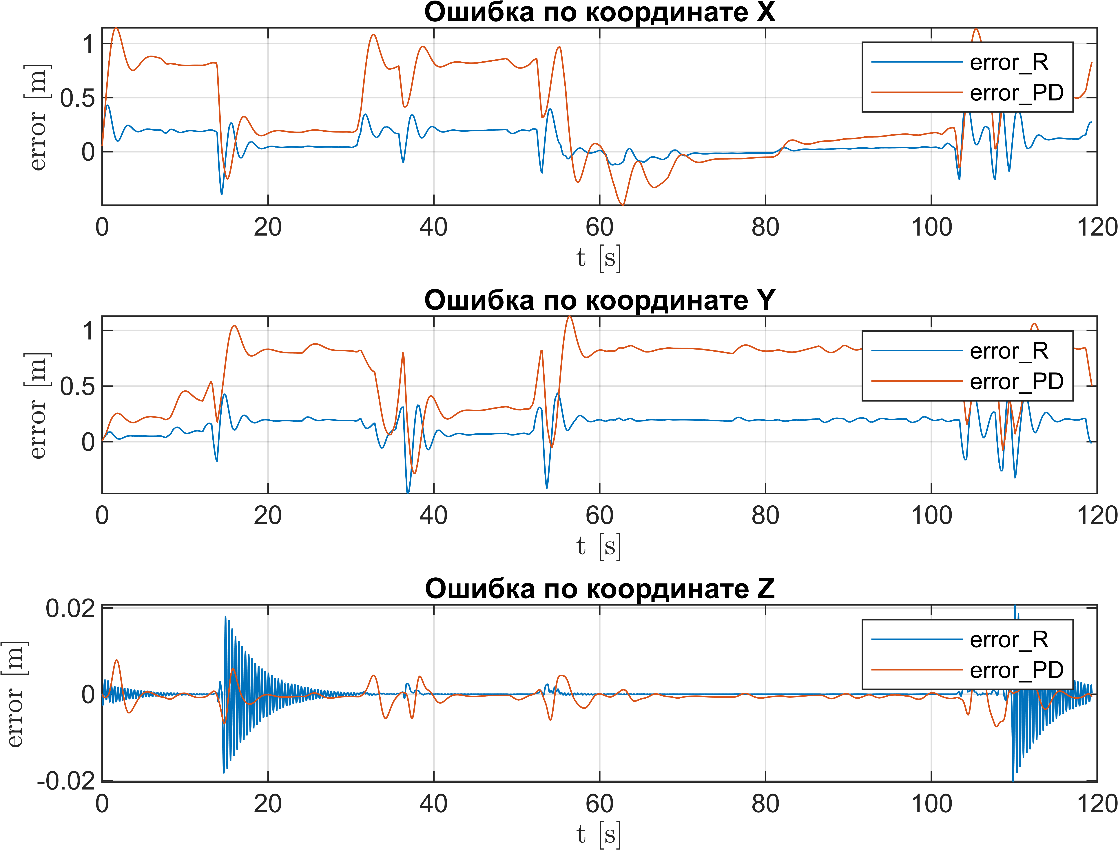 Ошибка по координате X
error [m]
1
0.5
0
error_R
error_PD
0 20 40 60 80 100 120
t [s]
Ошибка по координате Y
error [m]
1
0.5
0
error_R
error_PD
0 20 40 60 80 100 120
t [s]
Ошибка по координате Z
error [m]
0.02
0
-0.02
error_R
error_PD
0 20 40 60 80 100 120
t [s]